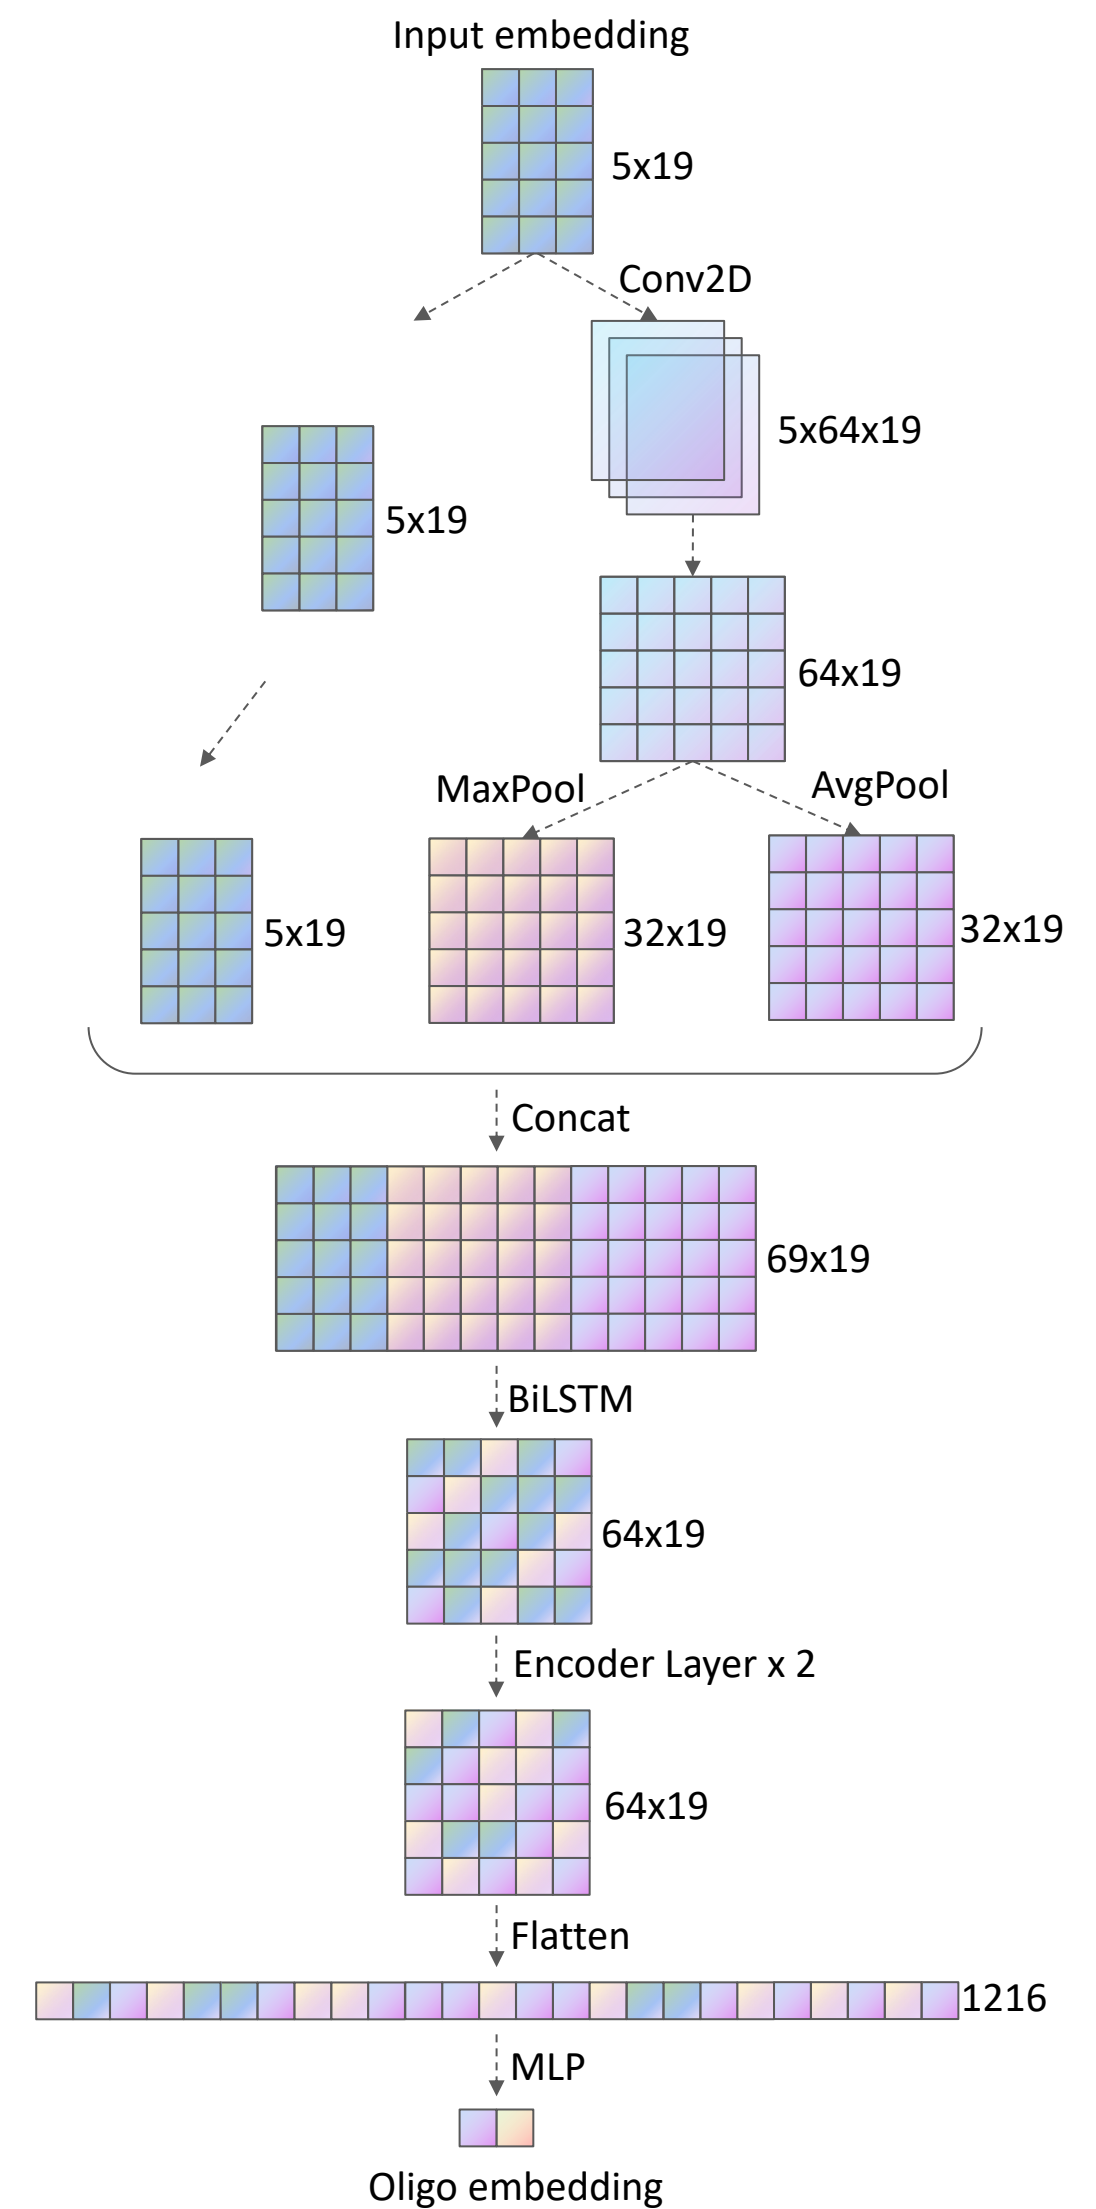 Input embedding
5x19
Conv2D
5x64x19
5x19
64x19
MaxPool
AvgPool
5x19
32x19
32x19
Concat
69x19
BiLSTM
64x19
Encoder Layer x 2
64x19
Flatten
1216
MLP
Oligo embedding